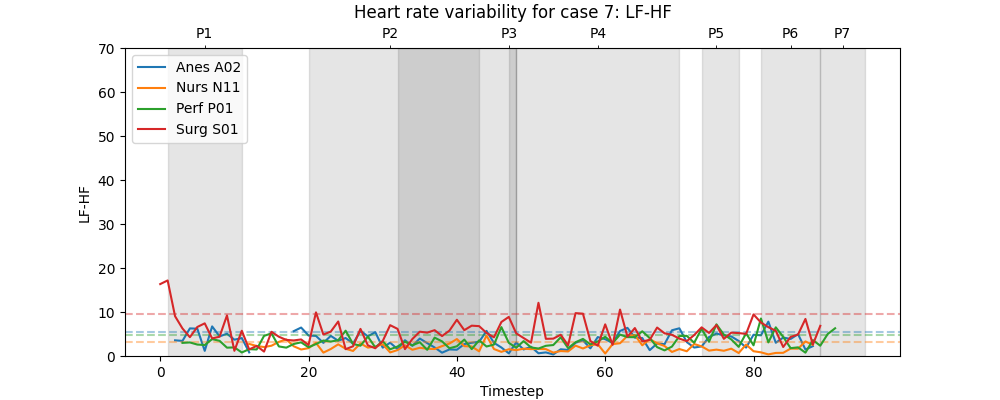 Heart rate variability for case 7: LF-HF
P1 P2 P3 P4 P5 P6 P7
70
60
50
40
30
20
10
0
LF-HF
Anes A02
Nurs N11
Perf P01
Surg S01
0 20 40 60 80
Timestep